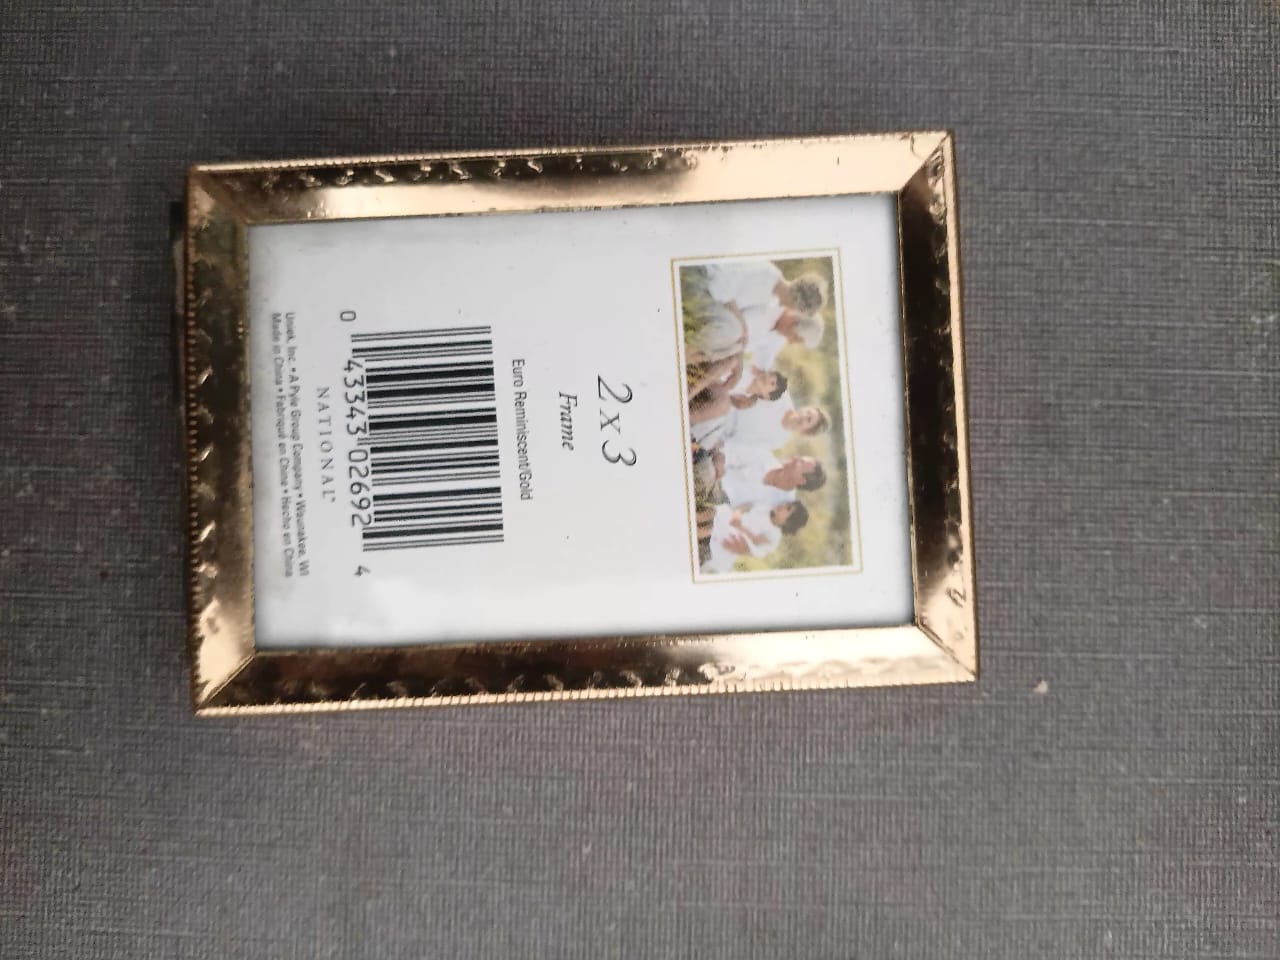 2 x 3
Frame
Euro Reminiscent/Gold
0 43343 02692 4
NATIONAL™
Uniek, Inc. • A Pyle Group Company • Waunakee, WI
Made in China • Fabriqué en Chine • Hecho en China